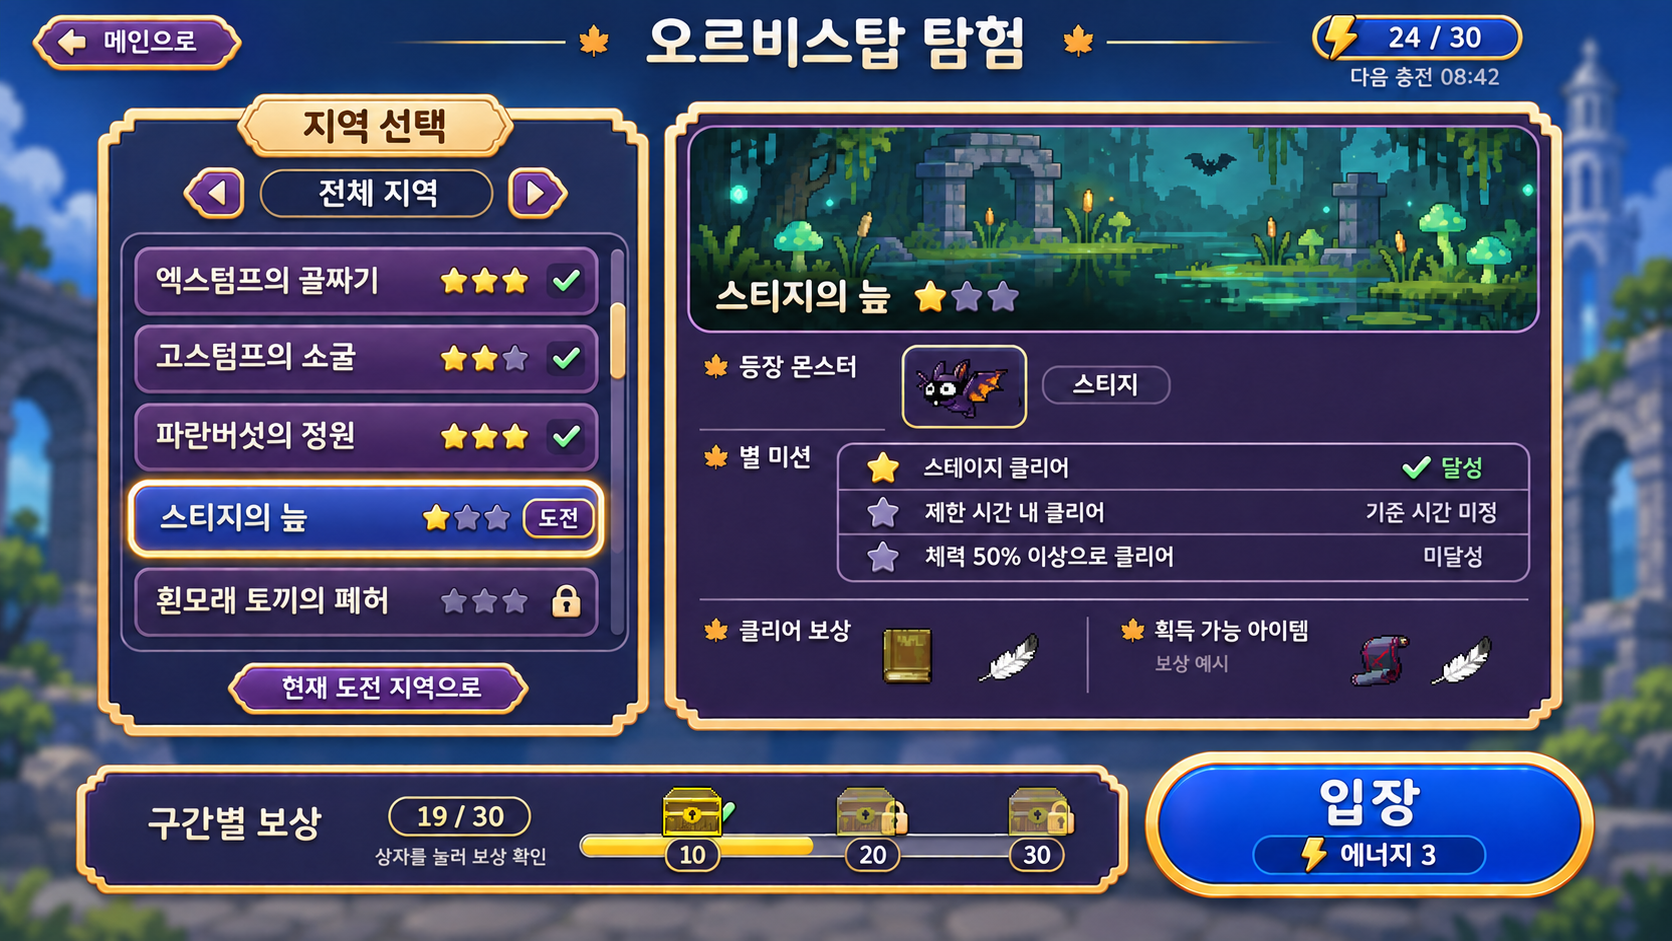 메인으로
오르비스탑 탐험
24 / 30
다음 충전 08:42
지역 선택
전체 지역
엑스텀프의 골짜기
고스텀프의 소굴
파란버섯의 정원
스티지의 늪
도전
흰모래 토끼의 폐허
현재 도전 지역으로
스티지의 늪
등장 몬스터
스티지
별 미션
스테이지 클리어
달성
제한 시간 내 클리어
기준 시간 미정
체력 50% 이상으로 클리어
미달성
클리어 보상
획득 가능 아이템
보상 예시
구간별 보상
19 / 30
상자를 눌러 보상 확인
10
20
30
입장
에너지 3